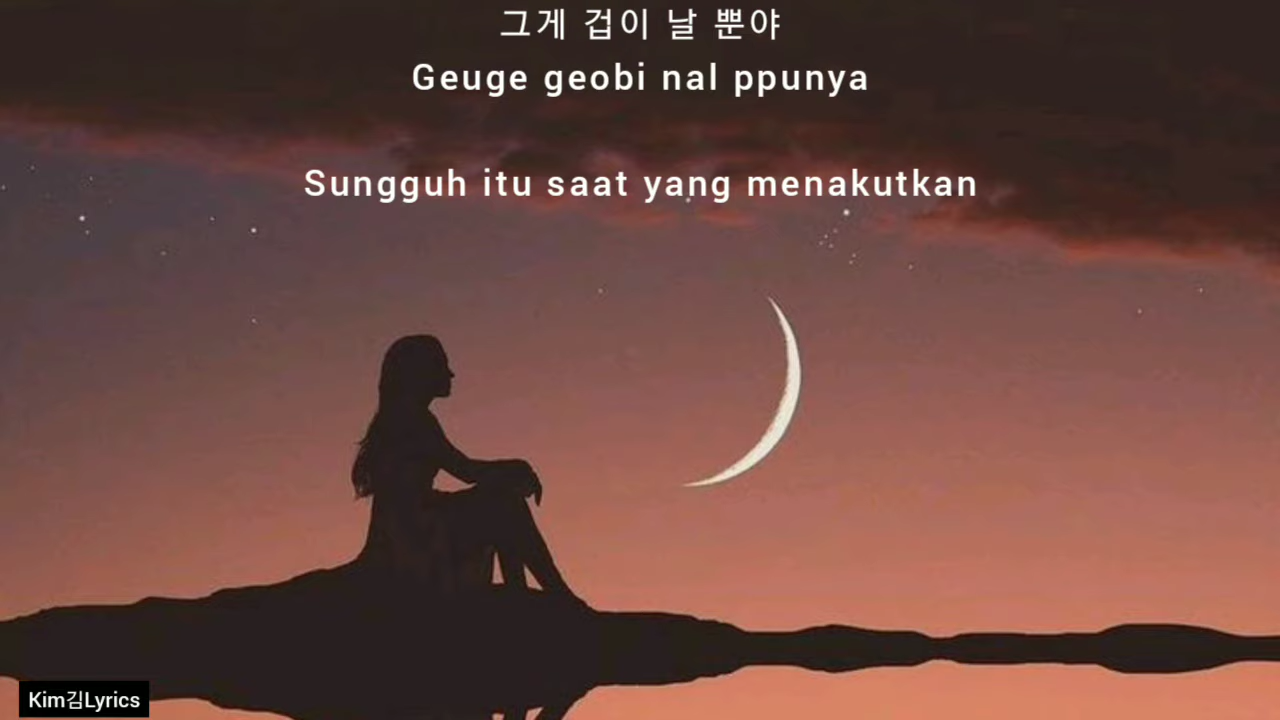 그게 겁이 날 뿐야
Geuge geobi nal ppunya
Sungguh itu saat yang menakutkan
Kim김Lyrics